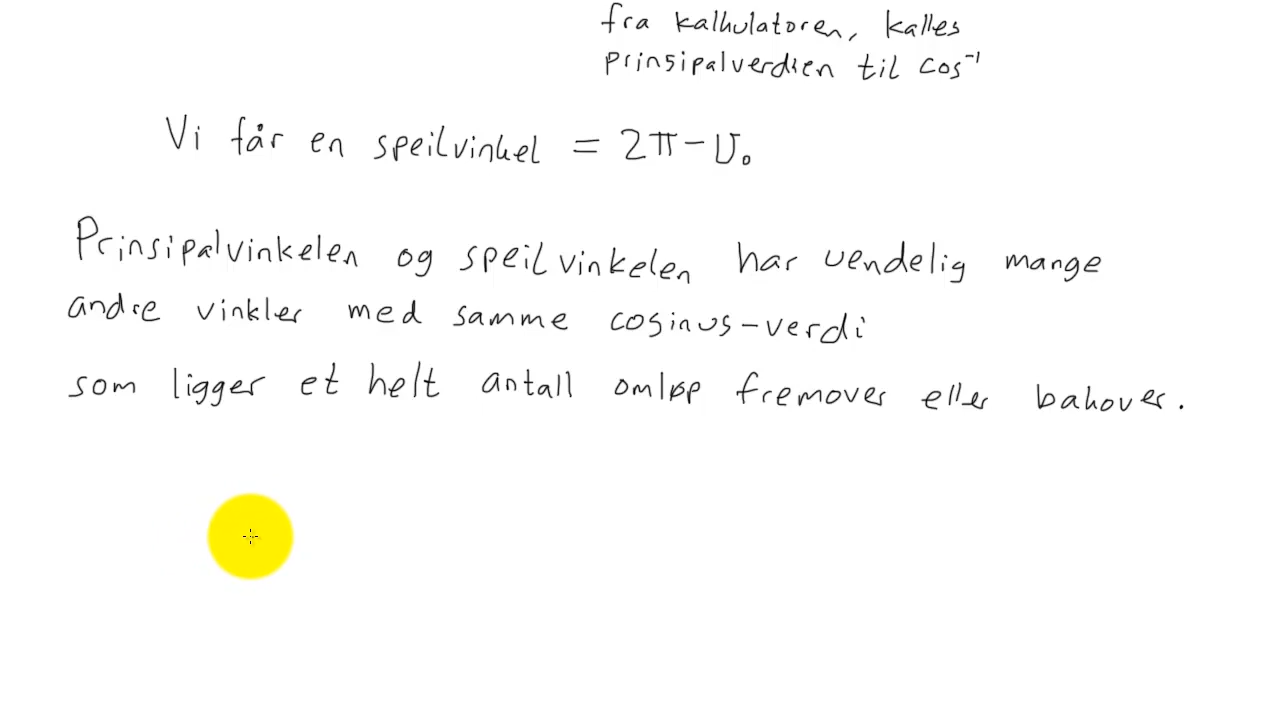 fra kalkulatoren, kalles
prinsipalverdien til cos⁻¹
Vi får en speilvinkel = 2π - v₀
Prinsipalvinkelen og speilvinkelen har uendelig mange
andre vinkler med samme cosinus-verdi
som ligger et helt antall omløp fremover eller bakover.